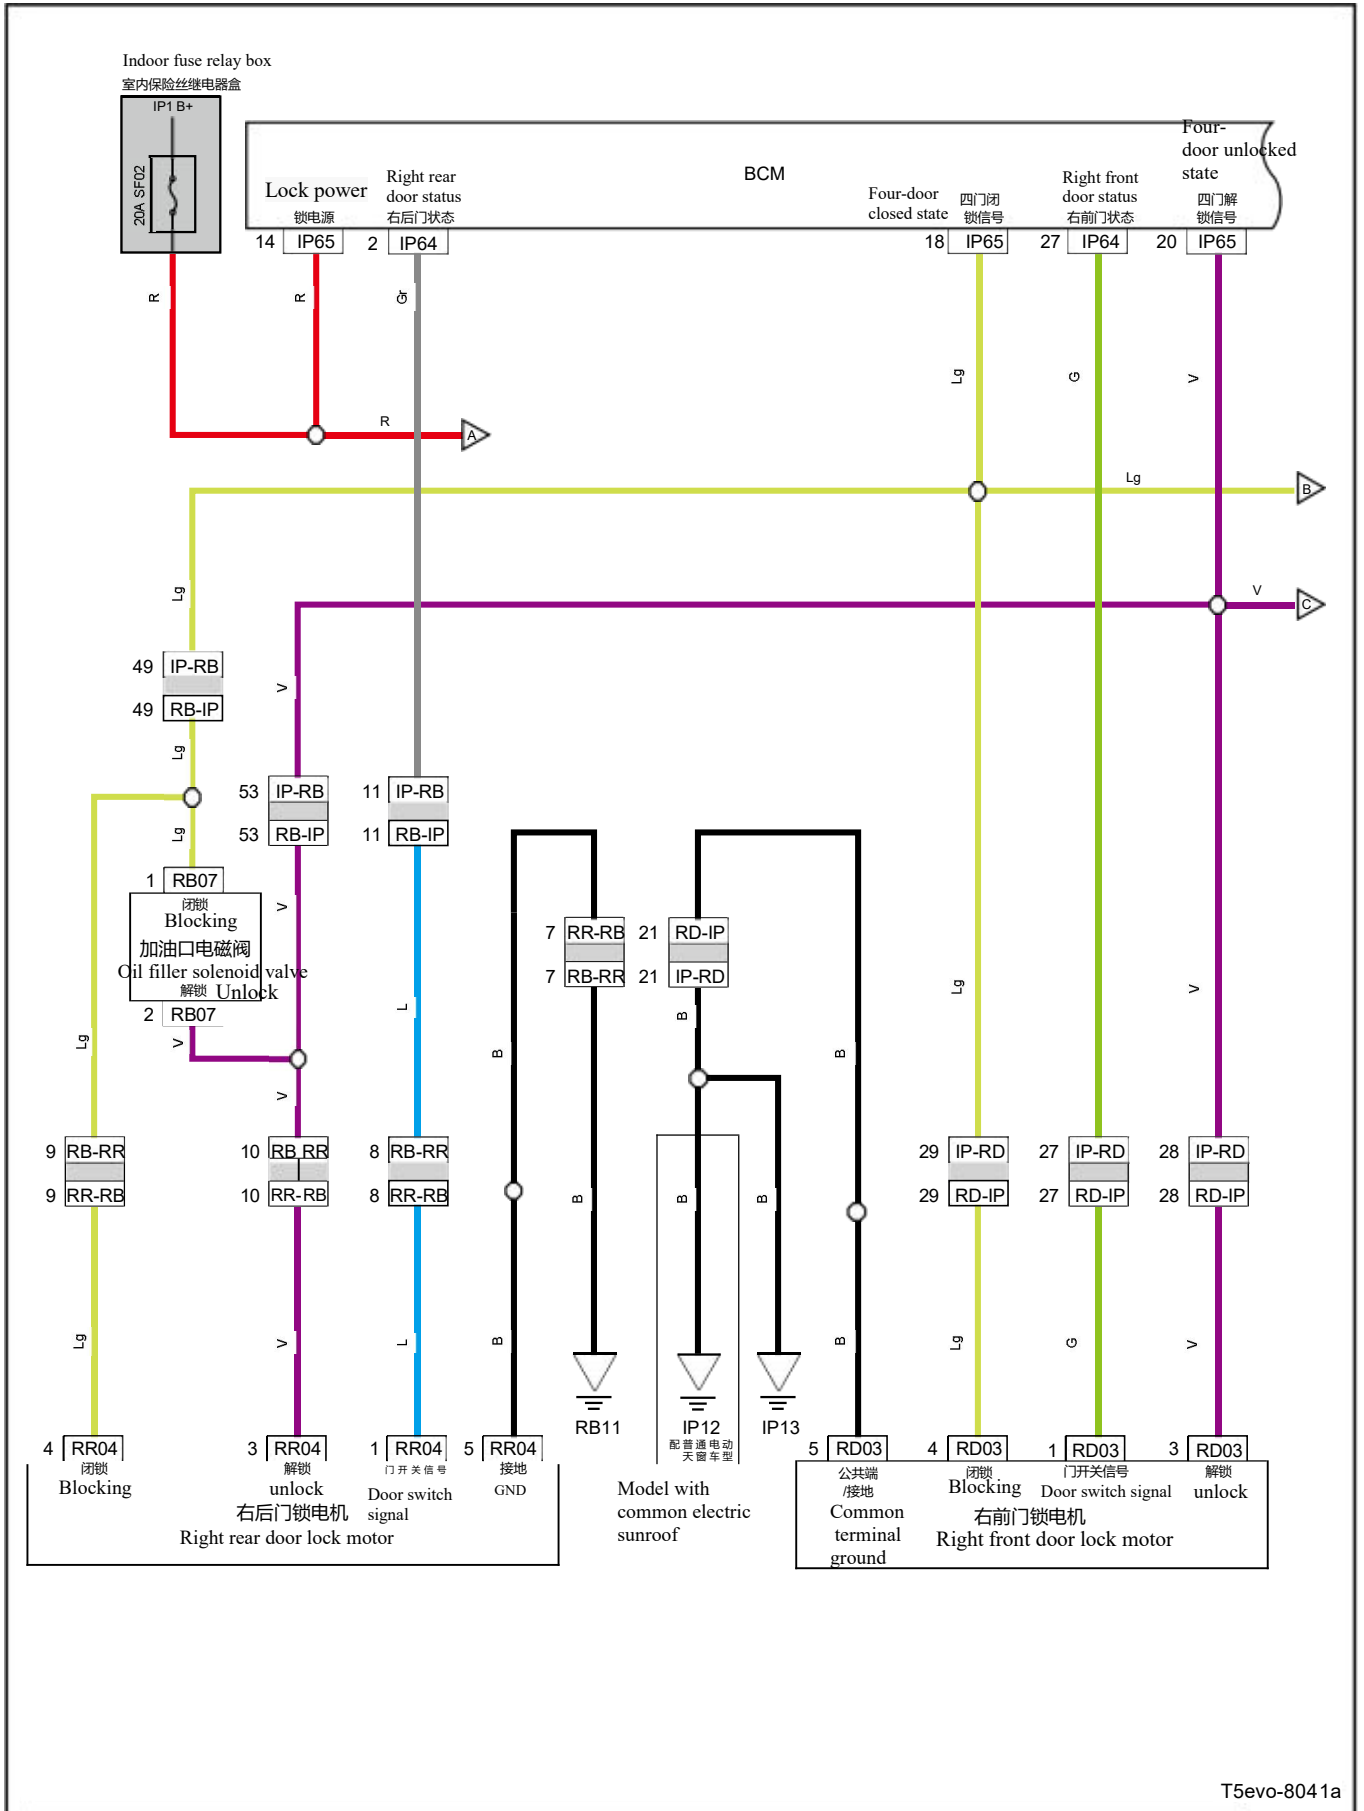 Indoor fuse relay box
室内保险丝继电器盒
IP1 B+
20A SF02
BCM
Lock power
锁电源
Right rear
door status
右后门状态
Four-door
closed state
四门闭
锁信号
Right front
door status
右前门状态
Four-
door unlocked
state
四门解
锁信号
14 IP65
2 IP64
18 IP65
27 IP64
20 IP65
R
R
Gr
Lg
G
V
R
A
Lg
B
V
C
Lg
V
49 IP-RB
49 RB-IP
Lg
53 IP-RB
53 RB-IP
11 IP-RB
11 RB-IP
Lg
1 RB07
闭锁
Blocking
加油口电磁阀
Oil filler solenoid valve
解锁 Unlock
2 RB07
V
V
V
Lg
L
B
7 RR-RB
7 RB-RR
21 RD-IP
21 IP-RD
B
B
Lg
V
9 RB-RR
9 RR-RB
10 RB RR
10 RR-RB
8 RB-RR
8 RR-RB
29 IP-RD
29 RD-IP
27 IP-RD
27 RD-IP
28 IP-RD
28 RD-IP
B
B
B
Lg
V
L
B
B
Lg
G
V
RB11
IP12
配普通电动
天窗车型
IP13
Model with
common electric
sunroof
4 RR04
闭锁
Blocking
3 RR04
解锁
unlock
1 RR04
门开关信号
Door switch
signal
5 RR04
接地
GND
右后门锁电机
Right rear door lock motor
5 RD03
公共端
/接地
Common
terminal
ground
4 RD03
闭锁
Blocking
1 RD03
门开关信号
Door switch signal
3 RD03
解锁
unlock
右前门锁电机
Right front door lock motor
T5evo-8041a